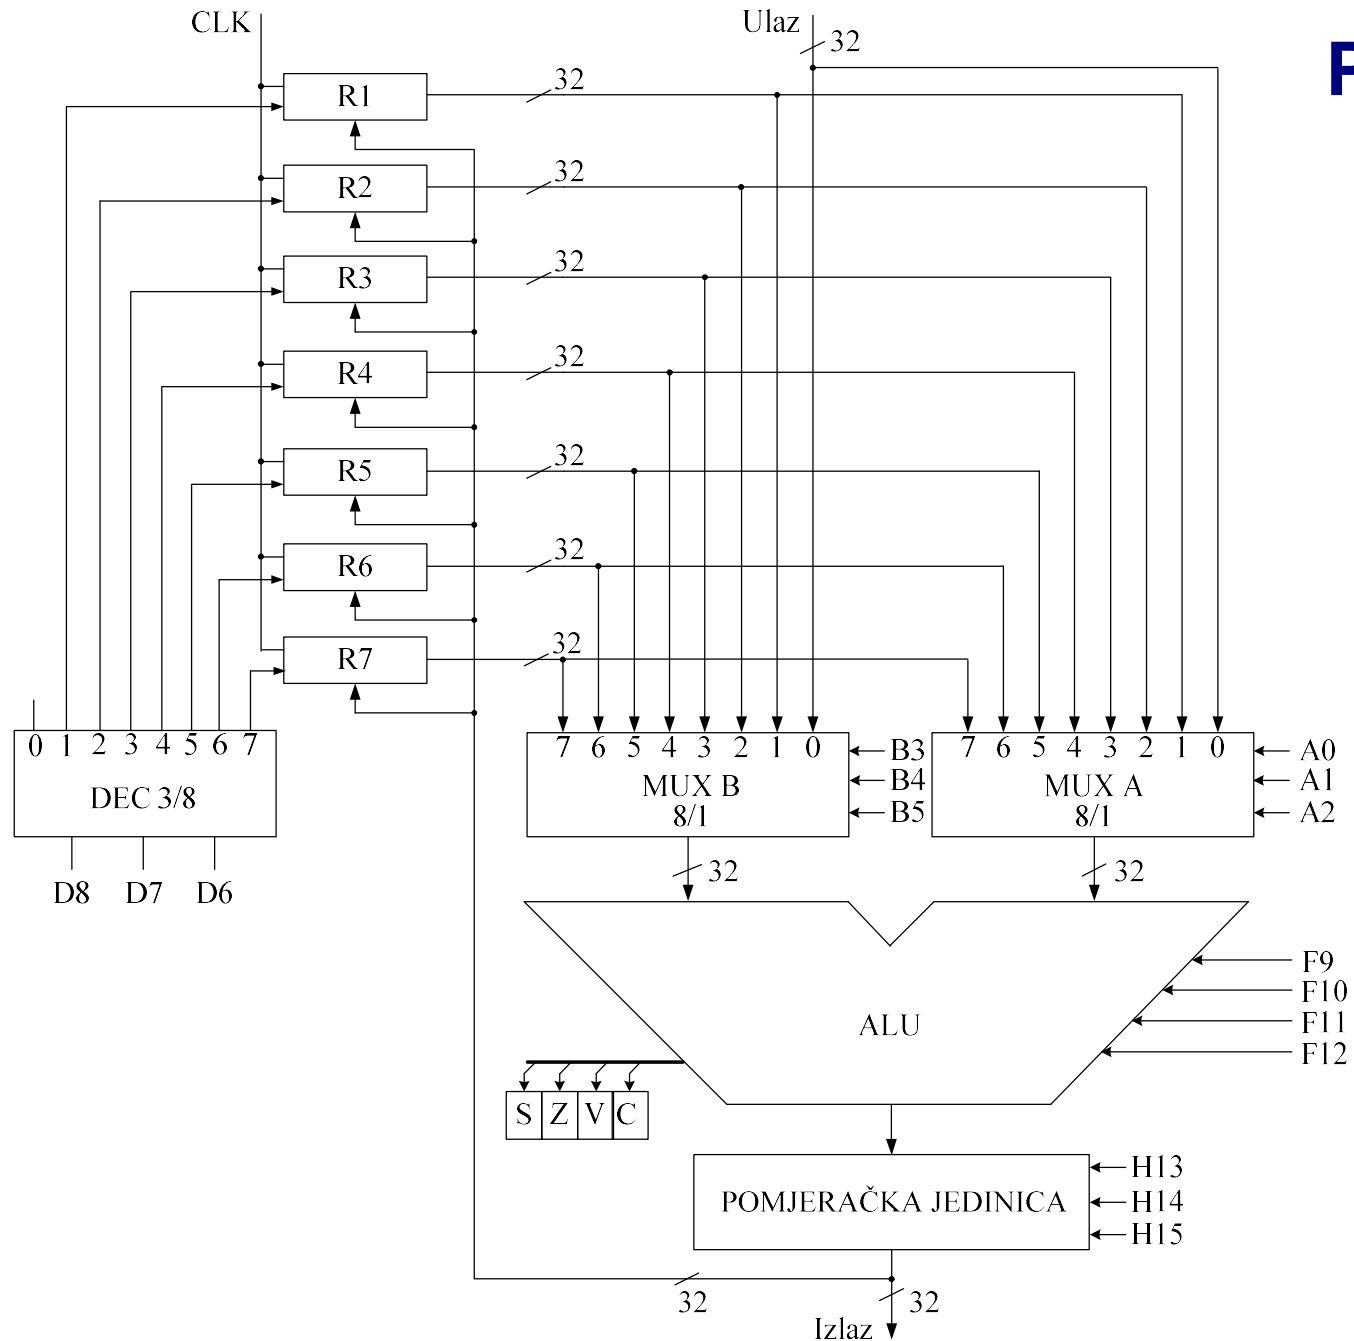 CLK
Ulaz
32
R1
32
R2
32
R3
32
R4
32
R5
32
R6
32
R7
32
0 1 2 3 4 5 6 7
DEC 3/8
D8 D7 D6
7 6 5 4 3 2 1 0
MUX B
8/1
B3
B4
B5
7 6 5 4 3 2 1 0
MUX A
8/1
A0
A1
A2
32
32
ALU
F9
F10
F11
F12
S Z V C
POMJERAČKA JEDINICA
H13
H14
H15
32
32
Izlaz